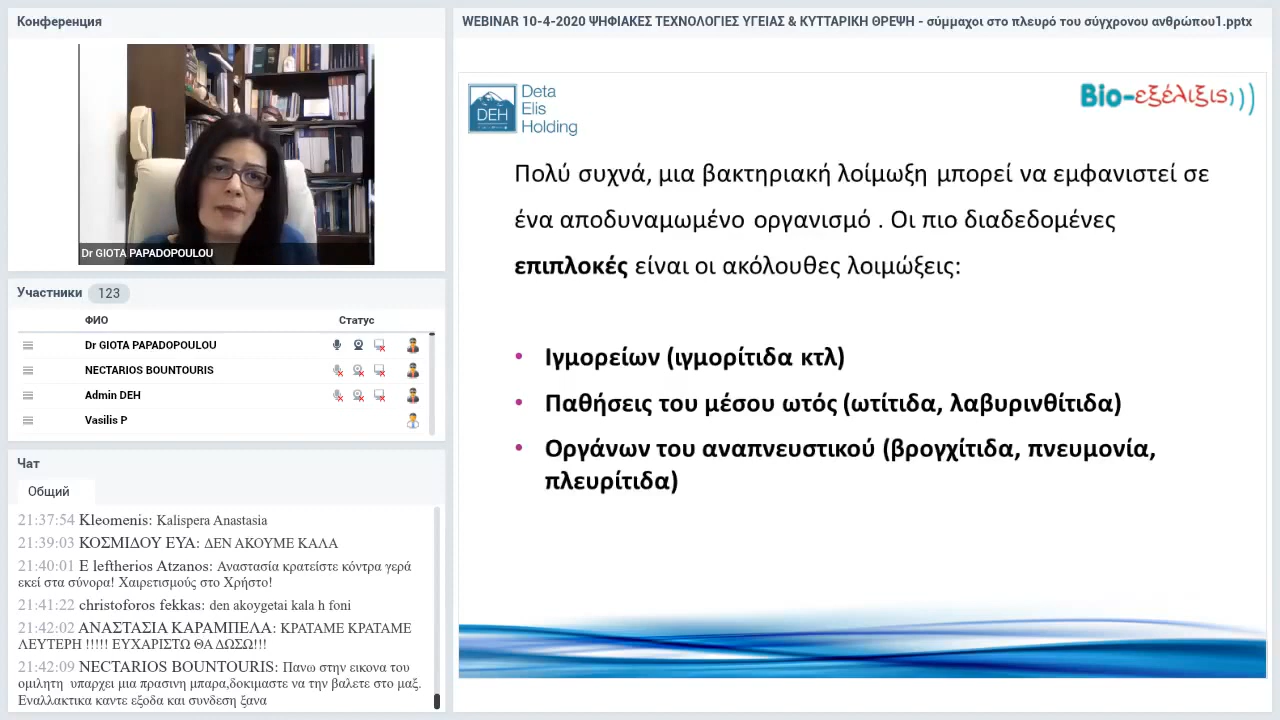 Конференция
Dr GIOTA PAPADOPOULOU
Участники 123
ФИО Статус
Dr GIOTA PAPADOPOULOU
NECTARIOS BOUNTOURIS
Admin DEH
Vasilis P
Чат
Общий
21:37:54 Kleomenis: Kalispera Anastasia
21:39:03 ΚΟΣΜΙΔΟΥ ΕΥΑ: ΔΕΝ ΑΚΟΥΜΕ ΚΑΛΑ
21:40:01 E leftherios Atzanos: Αναστασία κρατείστε κόντρα γερά
εκεί στα σύνορα! Χαιρετισμούς στο Χρήστο!
21:41:22 christoforos fekkas: den akoygetai kala h foni
21:42:02 ΑΝΑΣΤΑΣΙΑ ΚΑΡΑΜΠΕΛΑ: ΚΡΑΤΑΜΕ ΚΡΑΤΑΜΕ
ΛΕΥΤΕΡΗ !!!!! ΕΥΧΑΡΙΣΤΩ ΘΑ ΔΩΣΩ!!!
21:42:09 NECTARIOS BOUNTOURIS: Πανω στην εικονα του
ομιλητη υπαρχει μια πρασινη μπαρα,δοκιμαστε να την βαλετε στο μαξ.
Εναλλακτικα καντε εξοδα και συνδεση ξανα
WEBINAR 10-4-2020 ΨΗΦΙΑΚΕΣ ΤΕΧΝΟΛΟΓΙΕΣ ΥΓΕΙΑΣ & ΚΥΤΤΑΡΙΚΗ ΘΡΕΨΗ - σύμμαχοι στο πλευρό του σύγχρονου ανθρώπου1.pptx
DEH
Deta
Elis
Holding
Bio-εξέλιξις
Πολύ συχνά, μια βακτηριακή λοίμωξη μπορεί να εμφανιστεί σε
ένα αποδυναμωμένο οργανισμό . Οι πιο διαδεδομένες
επιπλοκές είναι οι ακόλουθες λοιμώξεις:
• Ιγμορείων (ιγμορίτιδα κτλ)
• Παθήσεις του μέσου ωτός (ωτίτιδα, λαβυρινθίτιδα)
• Οργάνων του αναπνευστικού (βρογχίτιδα, πνευμονία,
πλευρίτιδα)